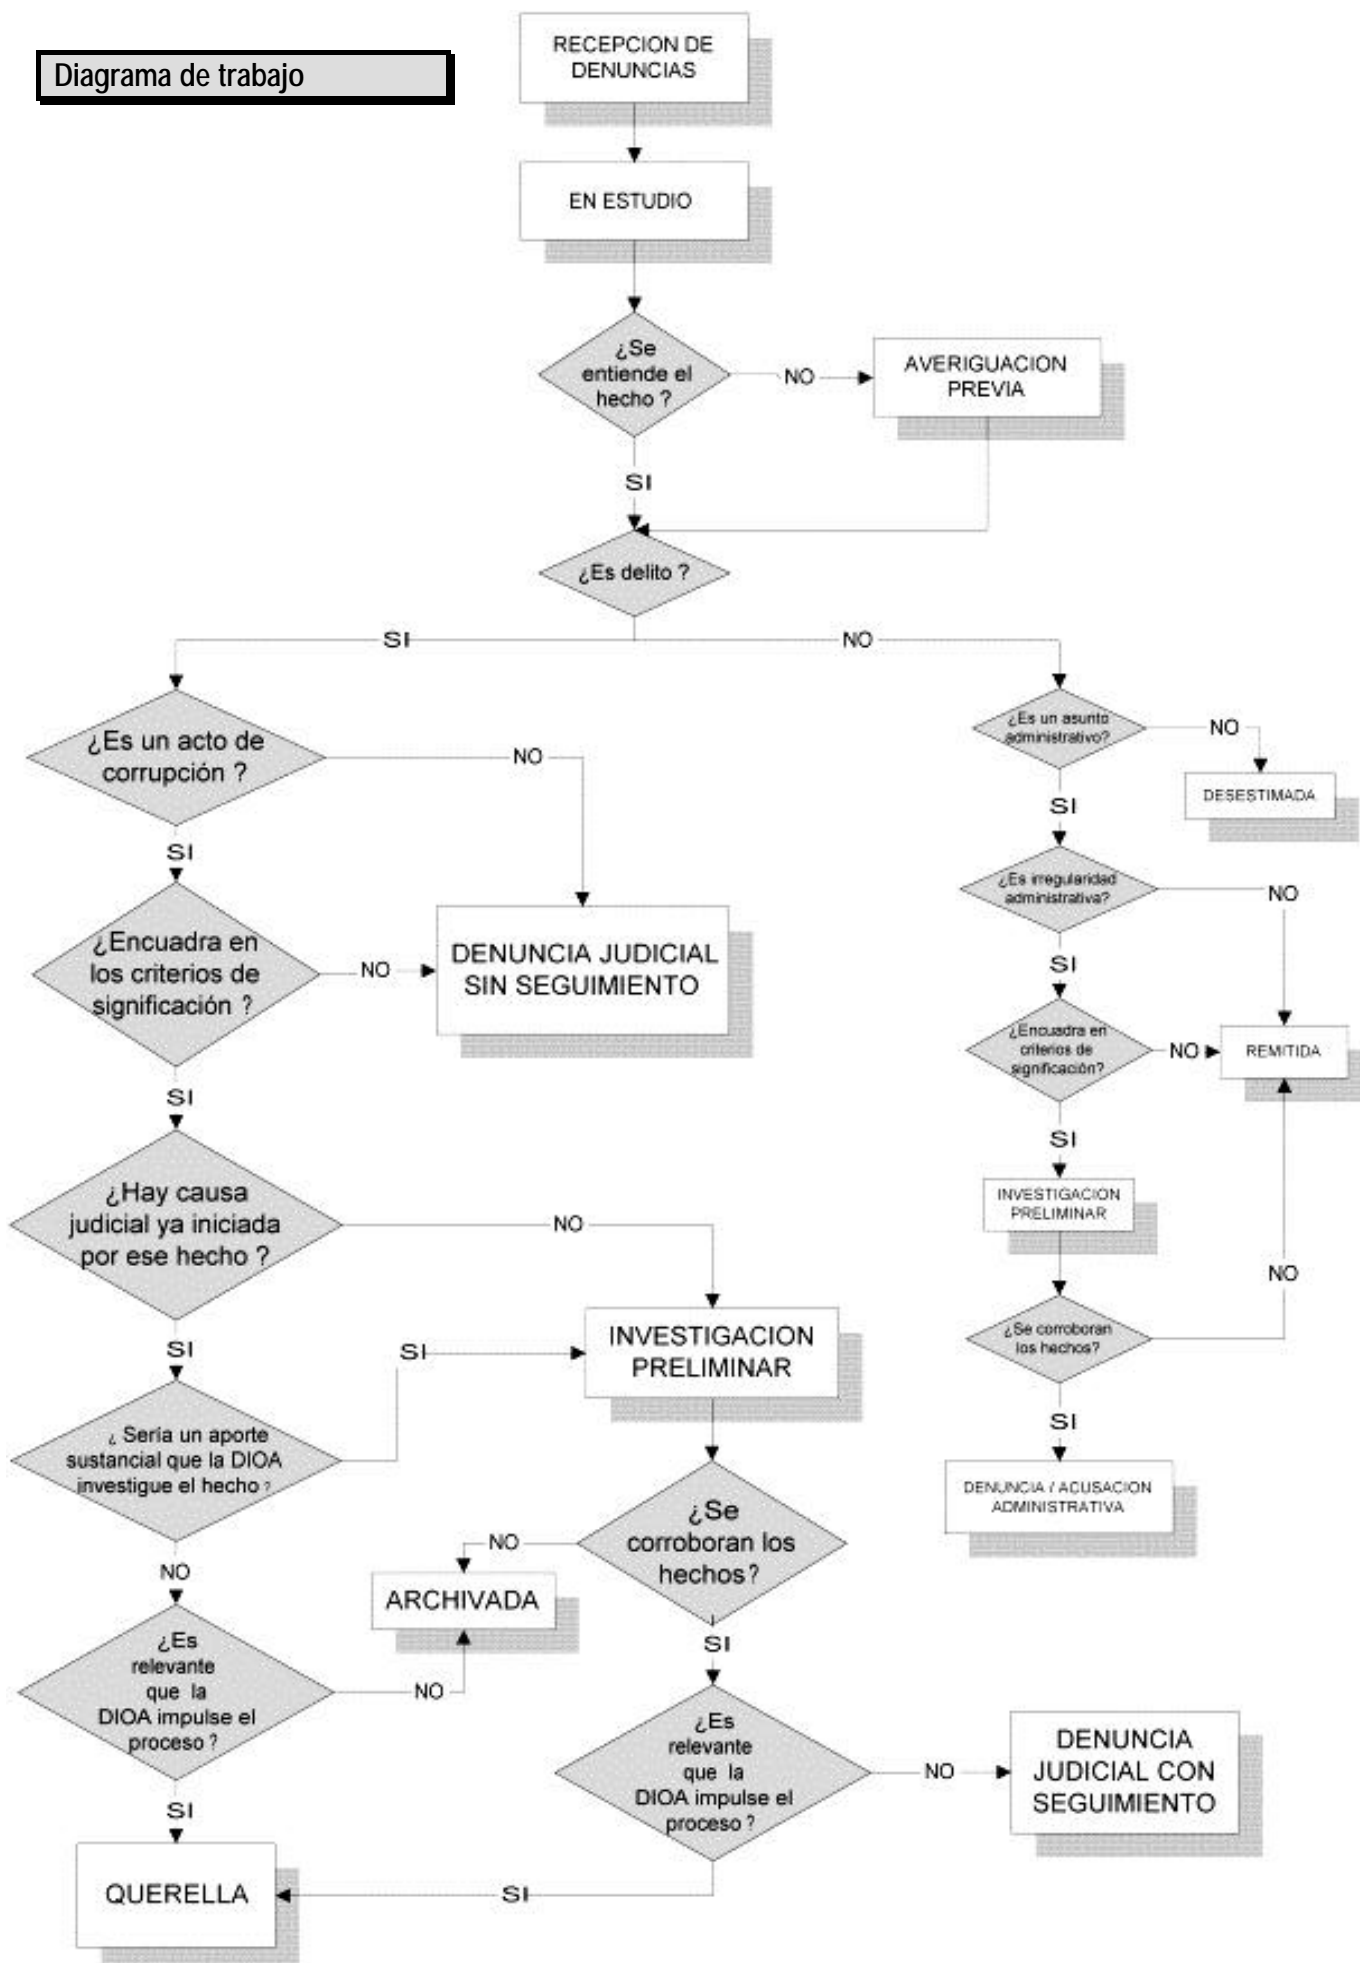 Diagrama de trabajo
RECEPCION DE
DENUNCIAS
EN ESTUDIO
¿Se
entiende el
hecho ?
NO
AVERIGUACION
PREVIA
SI
¿Es delito ?
SI
NO
¿Es un acto de
corrupción ?
NO
SI
¿Encuadra en
los criterios de
significación ?
NO
DENUNCIA JUDICIAL
SIN SEGUIMIENTO
SI
¿Hay causa
judicial ya iniciada
por ese hecho ?
NO
SI
¿ Sería un aporte
sustancial que la DIOA
investigue el hecho ?
SI
INVESTIGACION
PRELIMINAR
NO
¿Se
corroboran los
hechos?
NO
ARCHIVADA
¿Es
relevante
que la
DIOA impulse el
proceso ?
NO
SI
SI
¿Es
relevante
que la
DIOA impulse el
proceso ?
NO
DENUNCIA
JUDICIAL CON
SEGUIMIENTO
SI
QUERELLA
¿Es un asunto
administrativo?
NO
DESESTIMADA
SI
¿Es irregularidad
administrativa?
NO
SI
¿Encuadra en
criterios de
significación?
NO
REMITIDA
SI
INVESTIGACION
PRELIMINAR
NO
¿Se corroboran
los hechos?
SI
DENUNCIA / ACUSACION
ADMINISTRATIVA